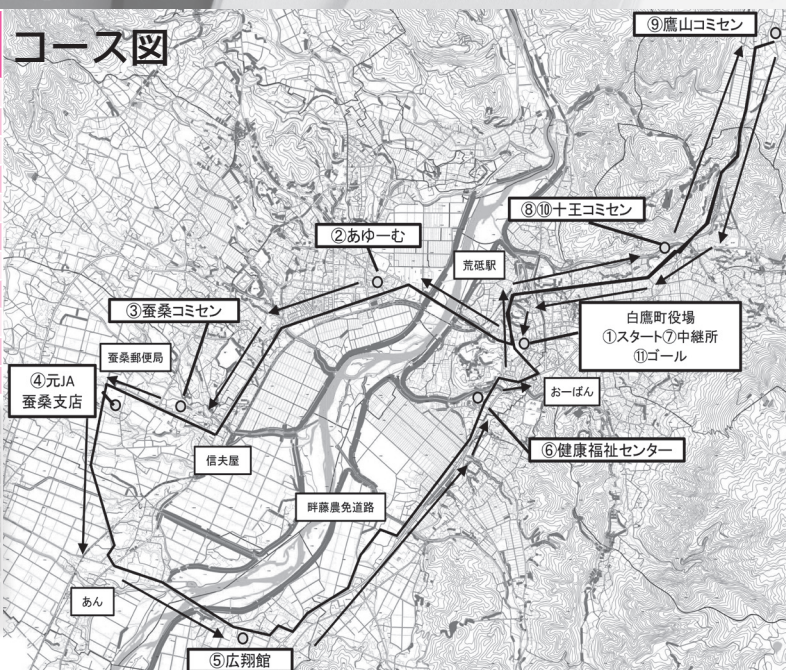 コース図
⑨鷹山コミセン
⑧⑩十王コミセン
②あゆーむ
荒砥駅
③蚕桑コミセン
白鷹町役場
①スタート⑦中継所
⑪ゴール
蚕桑郵便局
④元JA
蚕桑支店
おーばん
信夫屋
⑥健康福祉センター
畔藤農免道路
あん
⑤広翔館